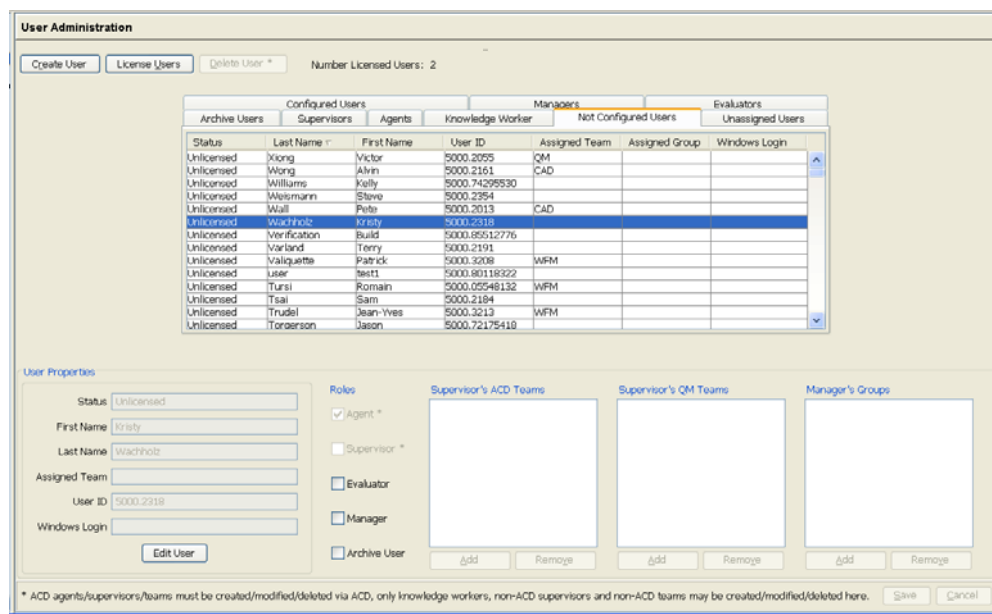 User Administration
Create User License Users Delete User * Number Licensed Users: 2
Configured Users Managers Evaluators
Archive Users Supervisors Agents Knowledge Worker Not Configured Users Unassigned Users
Status Last Name First Name User ID Assigned Team Assigned Group Windows Login
Unlicensed Xiong Victor 5000.2055 QM
Unlicensed Wong Alvin 5000.2161 CAD
Unlicensed Williams Kelly 5000.74295530
Unlicensed Weismann Steve 5000.2354
Unlicensed Wall Pete 5000.2013 CAD
Unlicensed Wachholz Kristy 5000.2318
Unlicensed Verification Build 5000.85512776
Unlicensed Varland Terry 5000.2191
Unlicensed Valiquette Patrick 5000.3208 WFM
Unlicensed user test1 5000.80118322
Unlicensed Tursi Romain 5000.05548132 WFM
Unlicensed Tsai Sam 5000.2184
Unlicensed Trudel Jean-Yves 5000.3213 WFM
Unlicensed Torgerson Jason 5000.72175418
User Properties
Status Unlicensed
First Name Kristy
Last Name Wachholz
Assigned Team
User ID 5000.2318
Windows Login
Edit User
Roles
Agent *
Supervisor *
Evaluator
Manager
Archive User
Supervisor's ACD Teams
Add Remove
Supervisor's QM Teams
Add Remove
Manager's Groups
Add Remove
* ACD agents/supervisors/teams must be created/modified/deleted via ACD, only knowledge workers, non-ACD supervisors and non-ACD teams may be created/modified/deleted here. Save Cancel